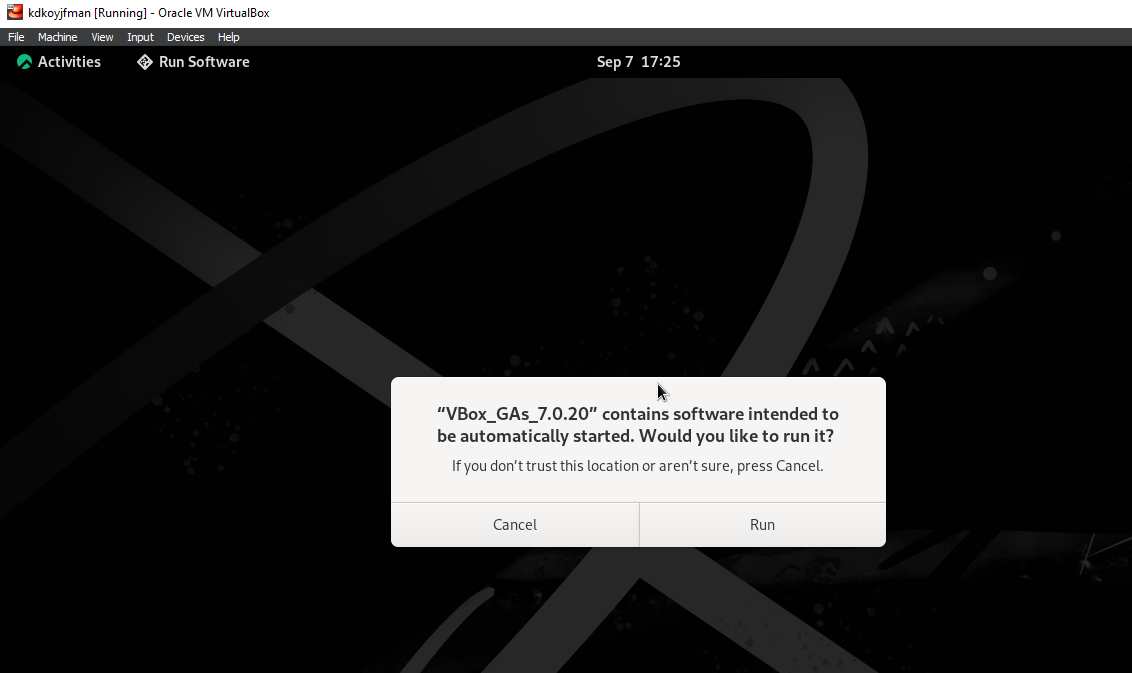 kdkoyjfman [Running] - Oracle VM VirtualBox
File Machine View Input Devices Help
Activities Run Software Sep 7 17:25
“VBox_GAs_7.0.20” contains software intended to
be automatically started. Would you like to run it?
If you don’t trust this location or aren’t sure, press Cancel.
Cancel Run